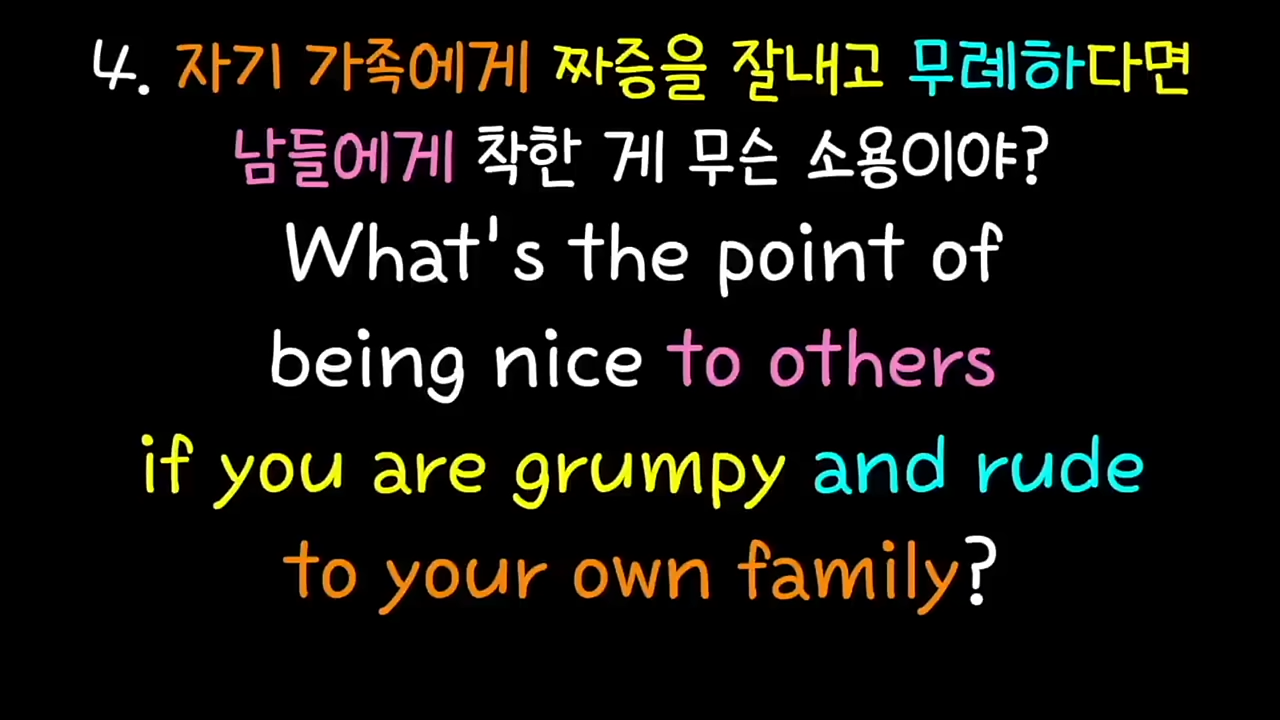 4. 자기 가족에게 짜증을 잘내고 무례하다면
남들에게 착한 게 무슨 소용이야?
What's the point of
being nice to others
if you are grumpy and rude
to your own family?